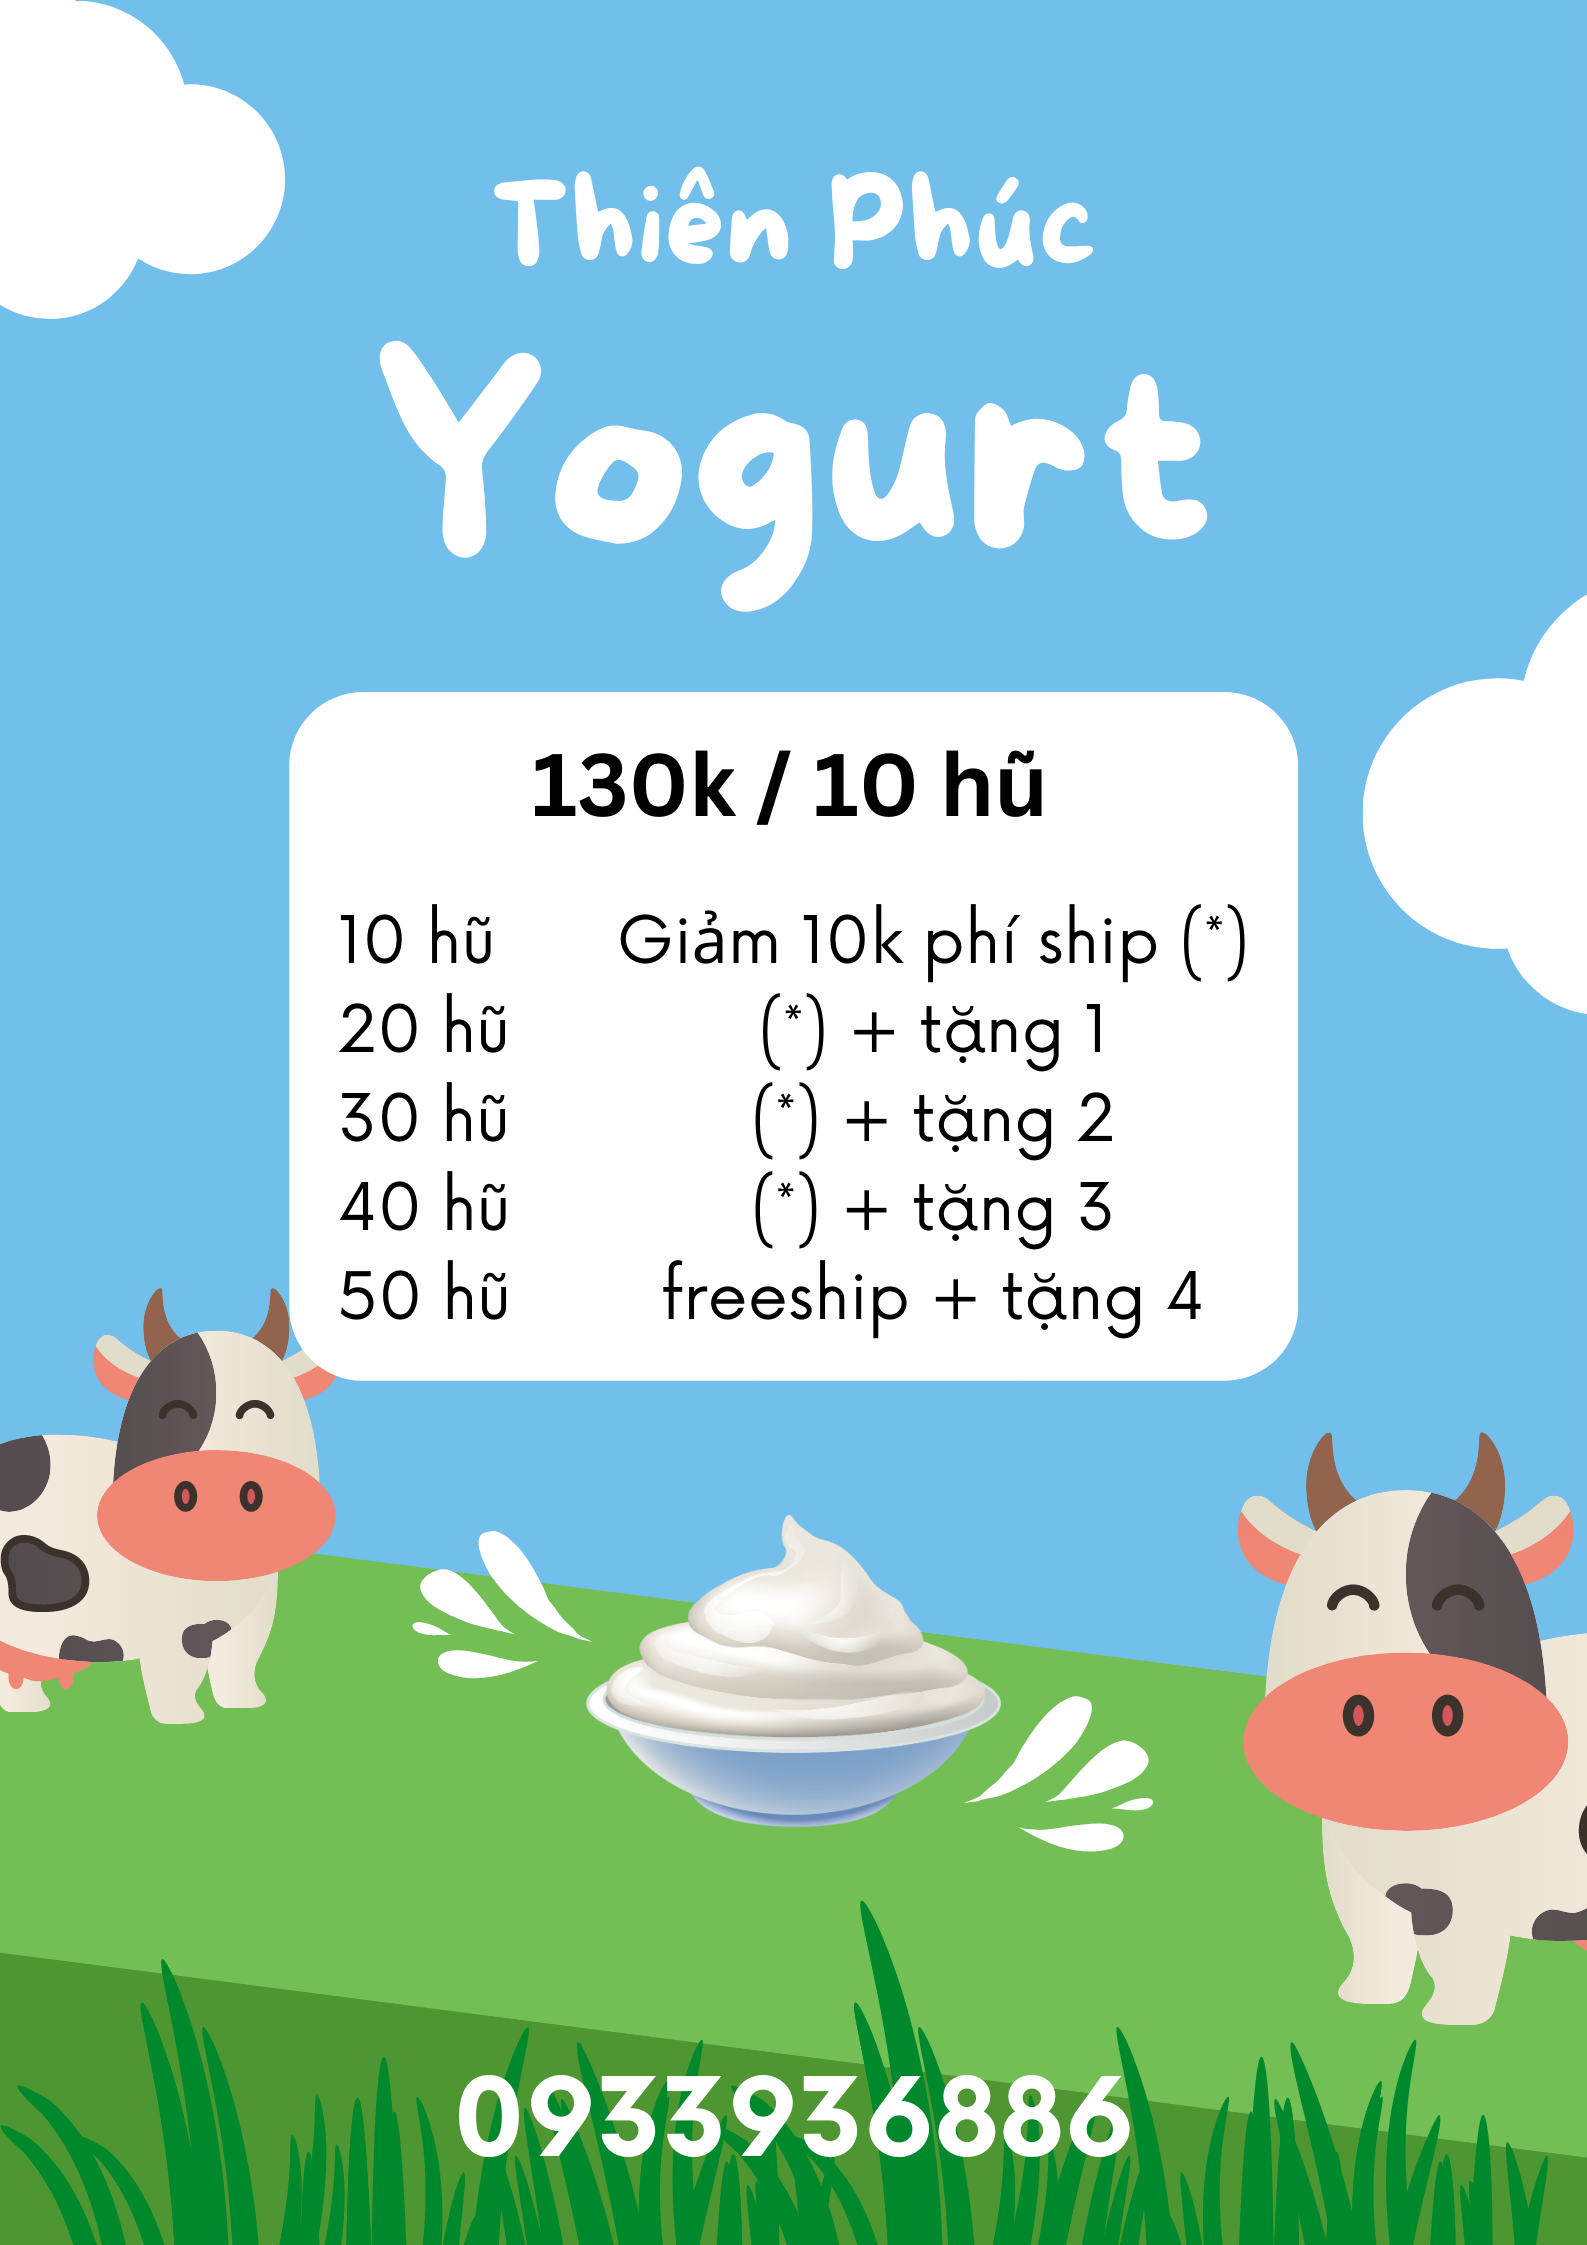 Thiên Phúc
Yogurt
130k / 10 hũ
10 hũ Giảm 10k phí ship (*)
20 hũ (*) + tặng 1
30 hũ (*) + tặng 2
40 hũ (*) + tặng 3
50 hũ freeship + tặng 4
0933936886